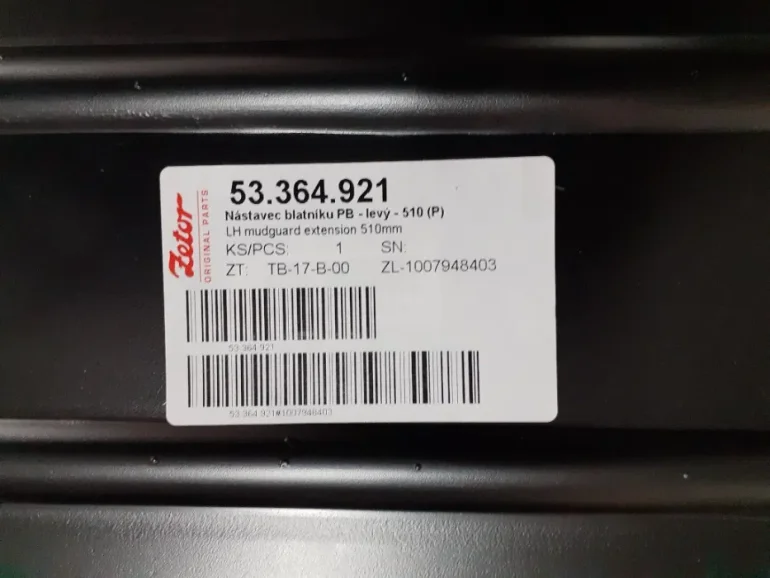 Zetor
ORIGINAL PARTS
53.364.921
Nástavec blatníku PB - levý - 510 (P)
LH mudguard extension 510mm
KS/PCS: 1 SN:
ZT: TB-17-B-00 ZL-1007948403
53.364.921
53.364.921#1007948403